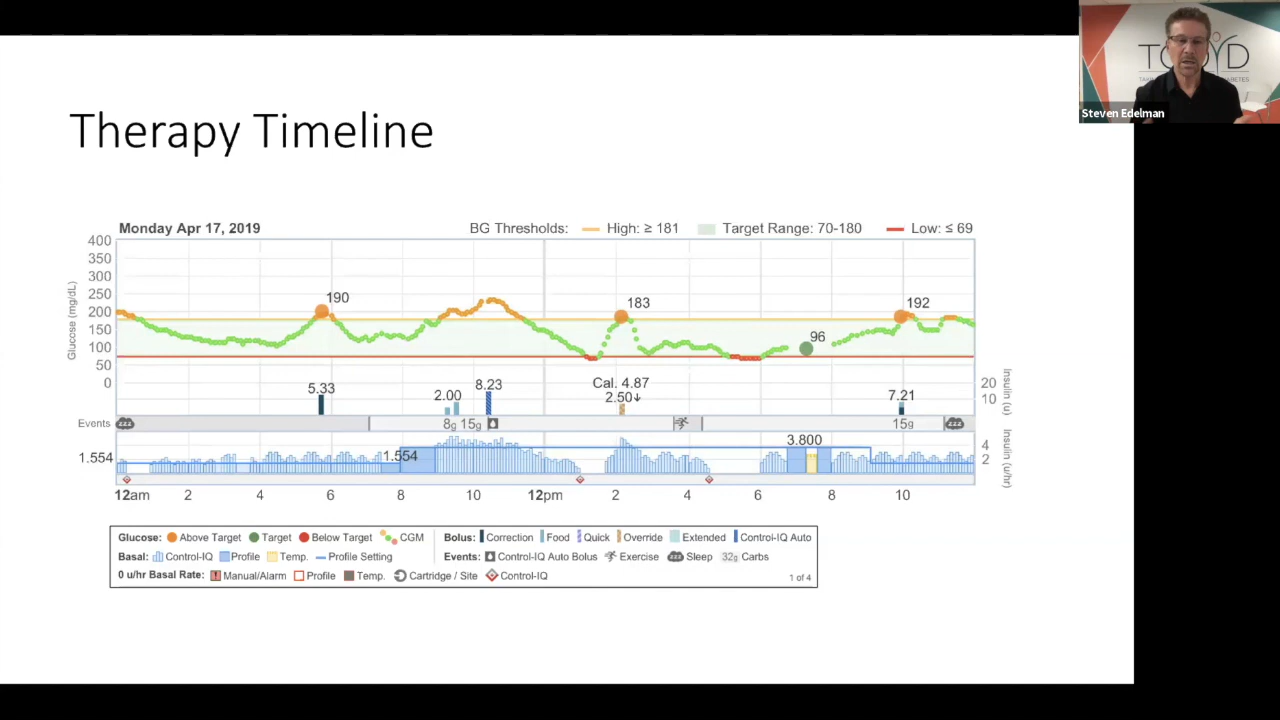 TCOYD
Steven Edelman
Therapy Timeline
Monday Apr 17, 2019
BG Thresholds: High: ≥ 181 Target Range: 70-180 Low: ≤ 69
Glucose (mg/dL)
400
350
300
250
200
150
100
50
0
190
183
192
96
5.33
2.00
8.23
Cal. 4.87
2.50↓
7.21
20
10
Insulin (u)
Events
zzz
8g 15g
15g
zzz
1.554
1.554
3.800
4
2
Insulin (u/hr)
12am 2 4 6 8 10 12pm 2 4 6 8 10
Glucose: Above Target Target Below Target CGM
Basal: Control-IQ Profile Temp. Profile Setting
0 u/hr Basal Rate: Manual/Alarm Profile Temp. Cartridge / Site Control-IQ
Bolus: Correction Food Quick Override Extended Control-IQ Auto
Events: Control-IQ Auto Bolus Exercise zzz Sleep 32g Carbs
1 of 4